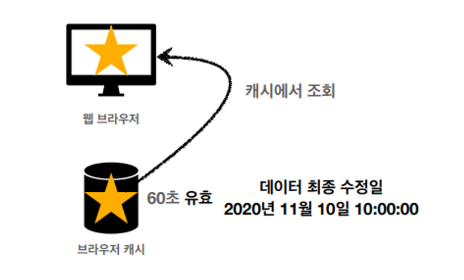 캐시에서 조회
웹 브라우저
60초 유효
데이터 최종 수정일
2020년 11월 10일 10:00:00
브라우저 캐시